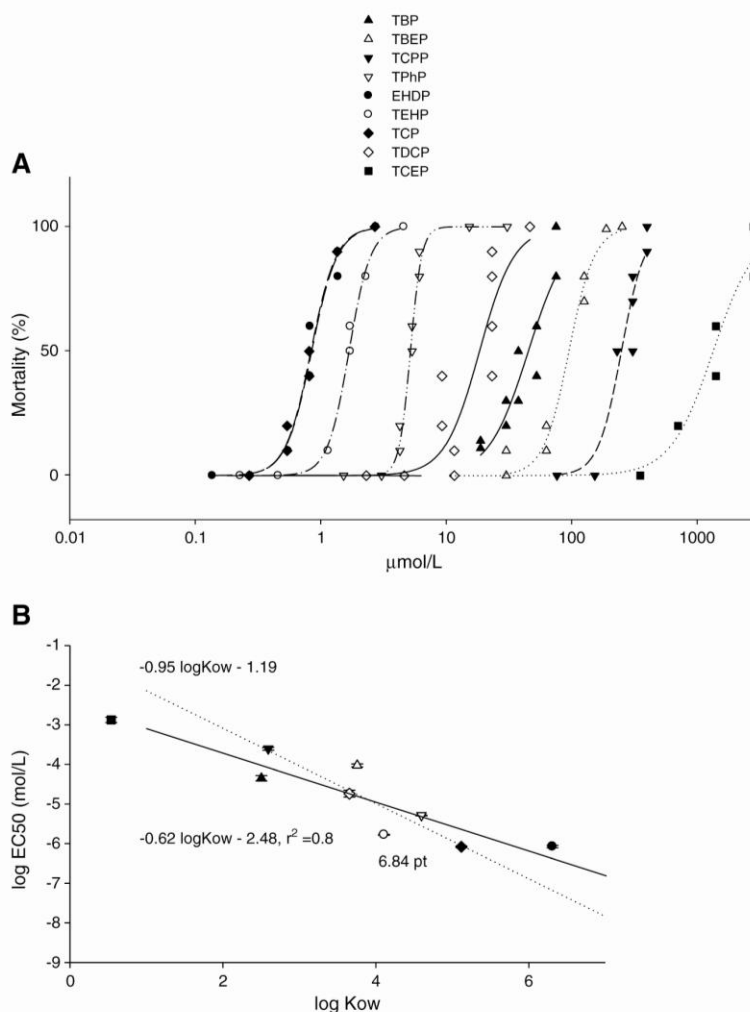 TBP
TBEP
TCPP
TPhP
EHDP
TEHP
TCP
TDCP
TCEP
A
100
50
0
Mortality (%)
0.01 0.1 1 10 100 1000
μmol/L
B
-1
-2
-3
-4
-5
-6
-7
-8
-9
log EC50 (mol/L)
-0.95 logKow - 1.19
-0.62 logKow - 2.48, r² =0.8
6.84 pt
0 2 4 6
log Kow